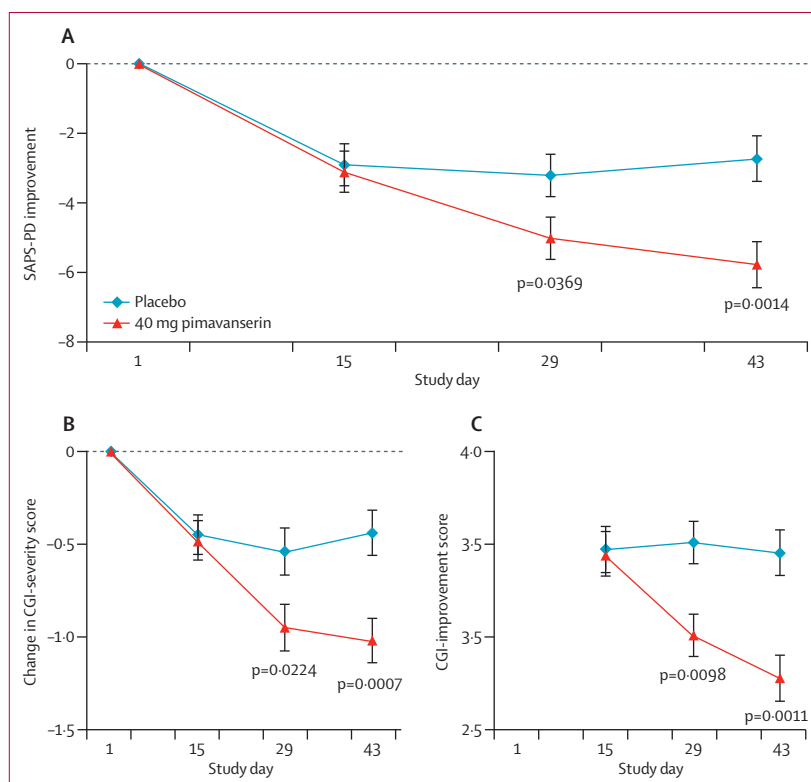 A
0
–2
–4
–6
–8
SAPS-PD improvement
p=0·0369
p=0·0014
Placebo
40 mg pimavanserin
1
15
29
43
Study day
B
0
–0·5
–1·0
–1·5
Change in CGI-severity score
p=0·0224
p=0·0007
1
15
29
43
Study day
C
4·0
3·5
3·5
2·5
CGI-improvement score
p=0·0098
p=0·0011
1
15
29
43
Study day